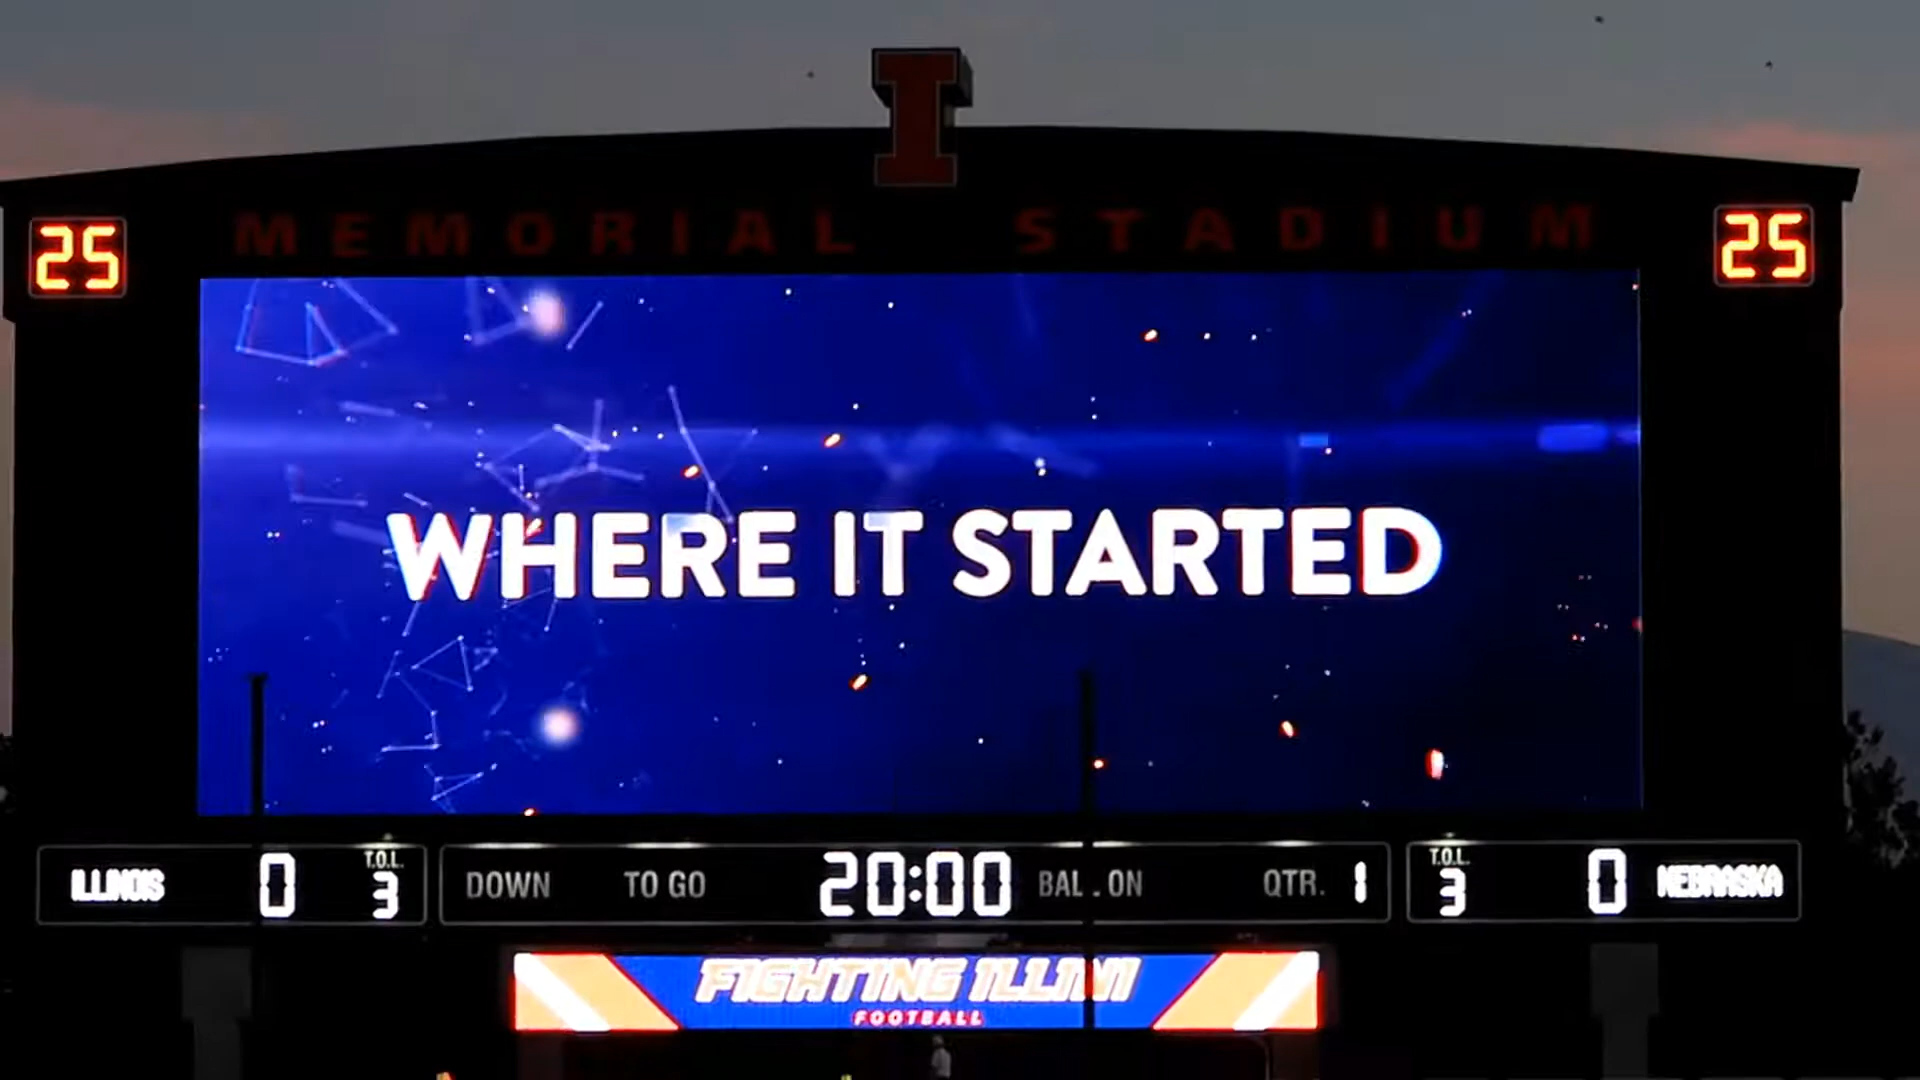 I
MEMORIAL STADIUM
25 25
WHERE IT STARTED
ILLINOIS 0 T.O.L. 3 DOWN TO GO 20:00 BAL . ON QTR. 1 T.O.L. 3 0 NEBRASKA
FIGHTING ILLINI
FOOTBALL